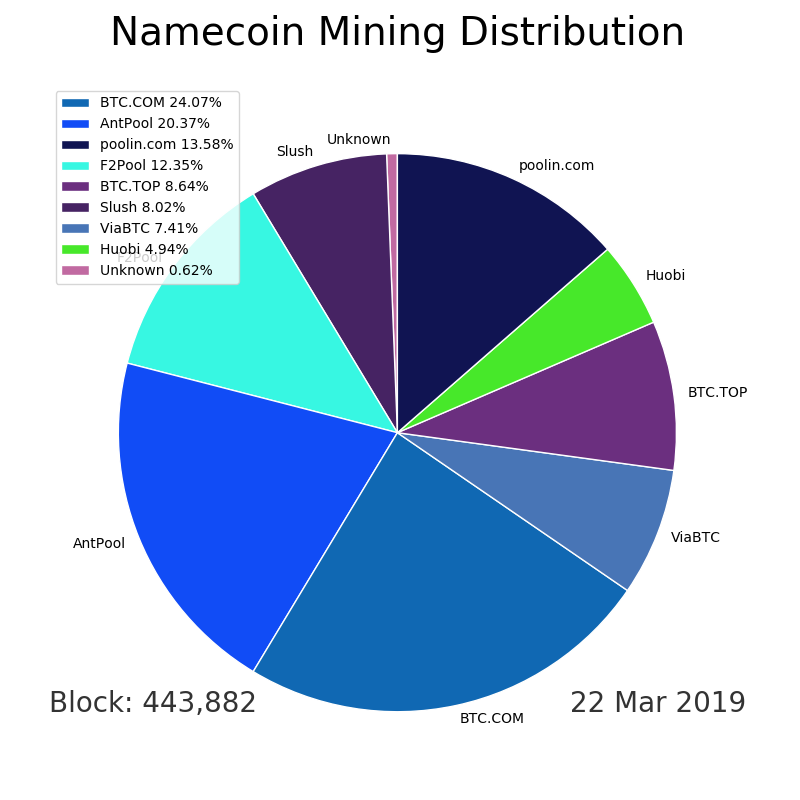 Namecoin Mining Distribution
BTC.COM 24.07%
AntPool 20.37%
poolin.com 13.58%
F2Pool 12.35%
BTC.TOP 8.64%
Slush 8.02%
ViaBTC 7.41%
Huobi 4.94%
Unknown 0.62%
Unknown
Slush
poolin.com
F2Pool
Huobi
BTC.TOP
ViaBTC
AntPool
BTC.COM
Block: 443,882
22 Mar 2019